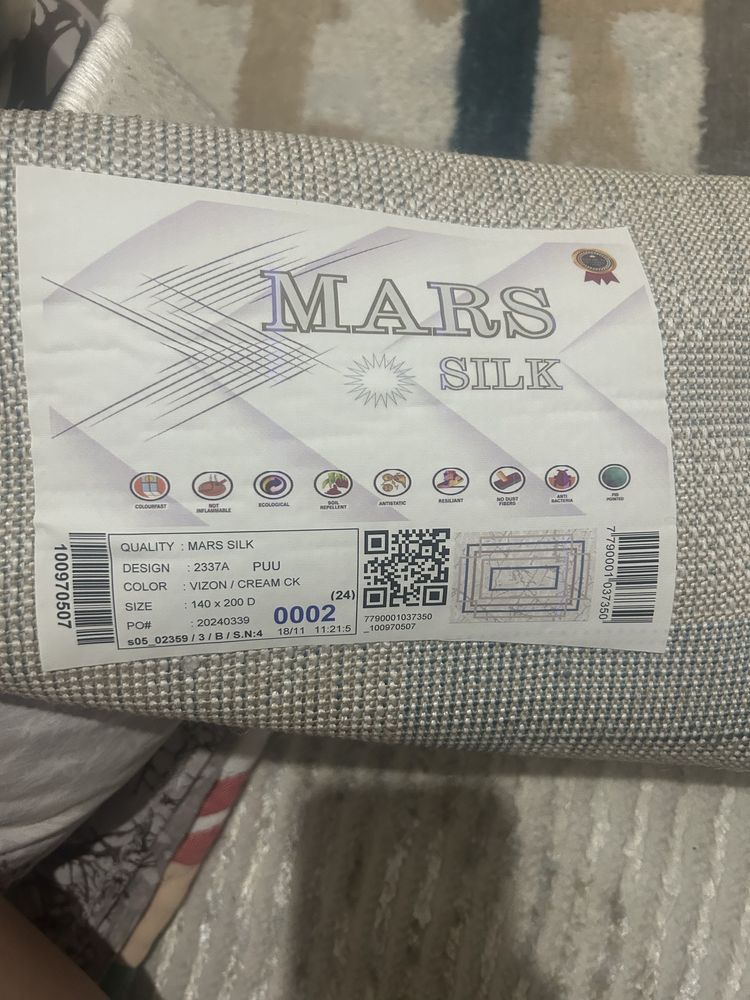 MARS
SILK
COLOURFAST
NOT INFLAMMABLE
ECOLOGICAL
SOIL REPELLENT
ANTISTATIC
RESILIANT
NO DUST FIBERS
ANTI BACTERIA
PIN POINTED
100970507
QUALITY : MARS SILK
DESIGN : 2337A PUU
COLOR : VIZON / CREAM CK
SIZE : 140 x 200 D (24)
PO# : 20240339 0002
s05_02359 / 3 / B / S.N:4 18/11 11:21:5
7790001037350
_100970507
7790001037350